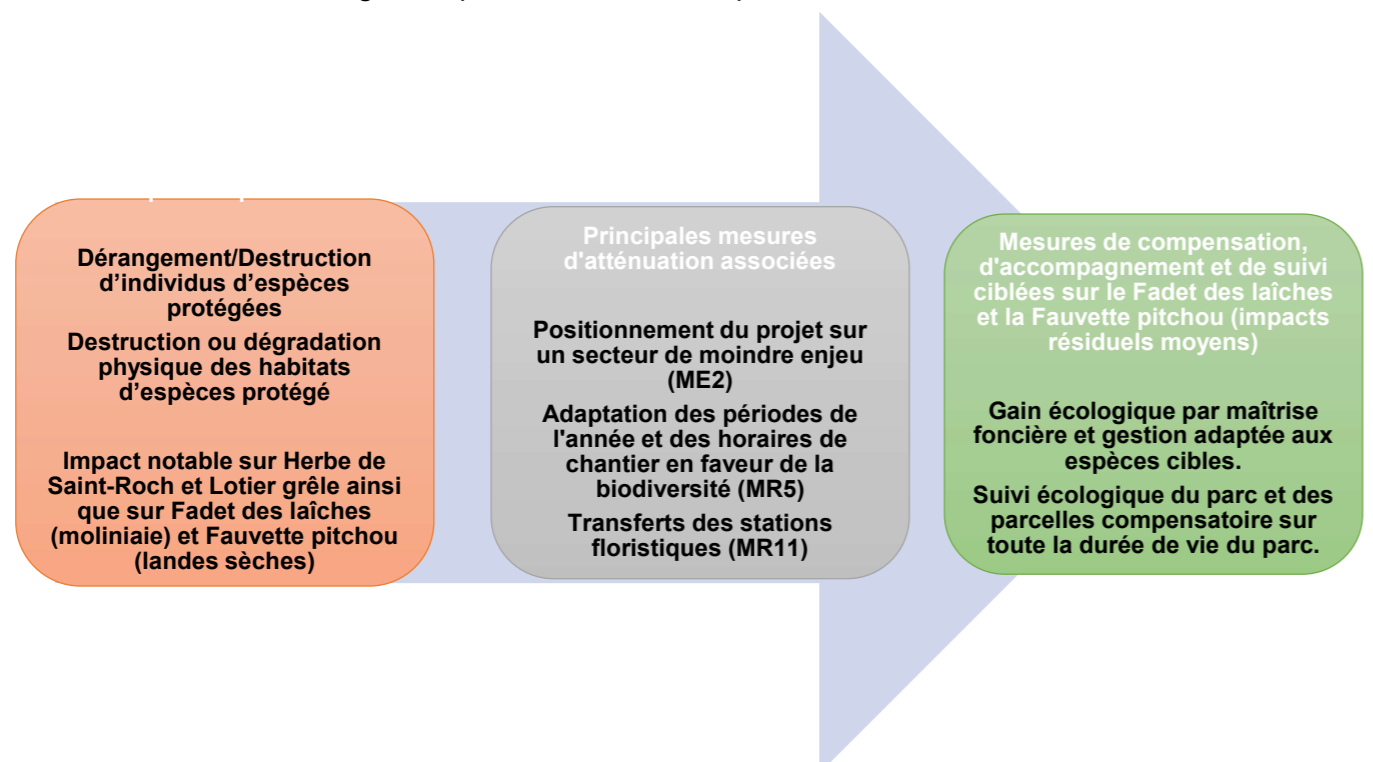 Dérangement/Destruction
d’individus d’espèces
protégées
Destruction ou dégradation
physique des habitats
d’espèces protégé
Impact notable sur Herbe de
Saint-Roch et Lotier grêle ainsi
que sur Fadet des laîches
(moliniaie) et Fauvette pitchou
(landes sèches)
Principales mesures
d'atténuation associées
Positionnement du projet sur
un secteur de moindre enjeu
(ME2)
Adaptation des périodes de
l'année et des horaires de
chantier en faveur de la
biodiversité (MR5)
Transferts des stations
floristiques (MR11)
Mesures de compensation,
d'accompagnement et de suivi
ciblées sur le Fadet des laîches
et la Fauvette pitchou (impacts
résiduels moyens)
Gain écologique par maîtrise
foncière et gestion adaptée aux
espèces cibles.
Suivi écologique du parc et des
parcelles compensatoire sur
toute la durée de vie du parc.